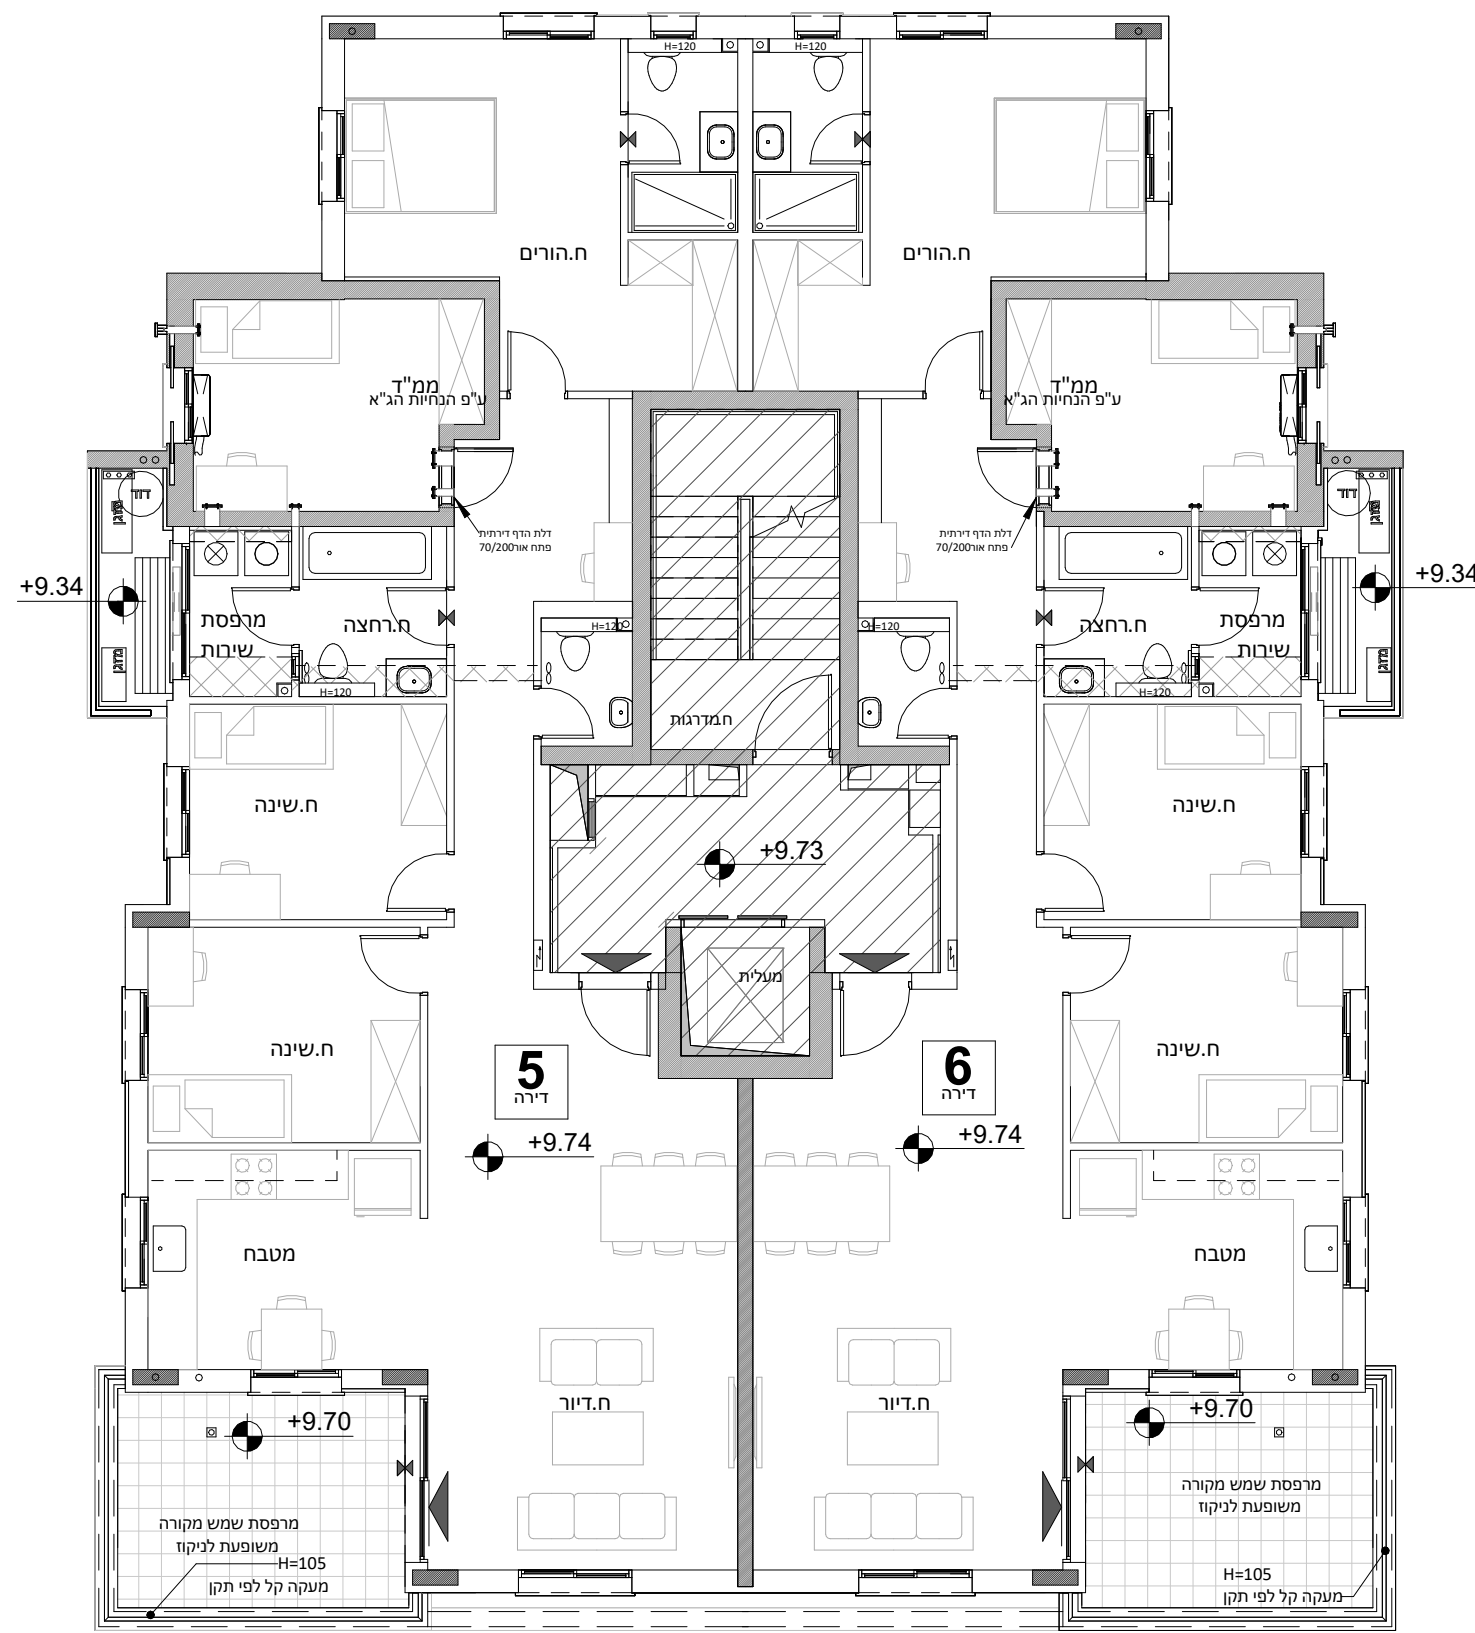 H=120
H=120
ח.הורים
ח.הורים
ממ"ד
ע"פ הנחיות הג"א
ממ"ד
ע"פ הנחיות הג"א
דוד
מזגן
דוד
מזגן
דלת הדף דירתית
פתח אור70/200
דלת הדף דירתית
פתח אור70/200
+9.34
+9.34
מרפסת
שירות
ח.רחצה
H=120
H=120
ח.רחצה
מרפסת
שירות
מזגן
מזגן
H=120
H=120
ח.מדרגות
ח.שינה
ח.שינה
+9.73
מעלית
ח.שינה
ח.שינה
5
דירה
6
דירה
+9.74
+9.74
מטבח
מטבח
ח.דיור
ח.דיור
+9.70
+9.70
מרפסת שמש מקורה
משופעת לניקוז
H=105
מעקה קל לפי תקן
מרפסת שמש מקורה
משופעת לניקוז
H=105
מעקה קל לפי תקן